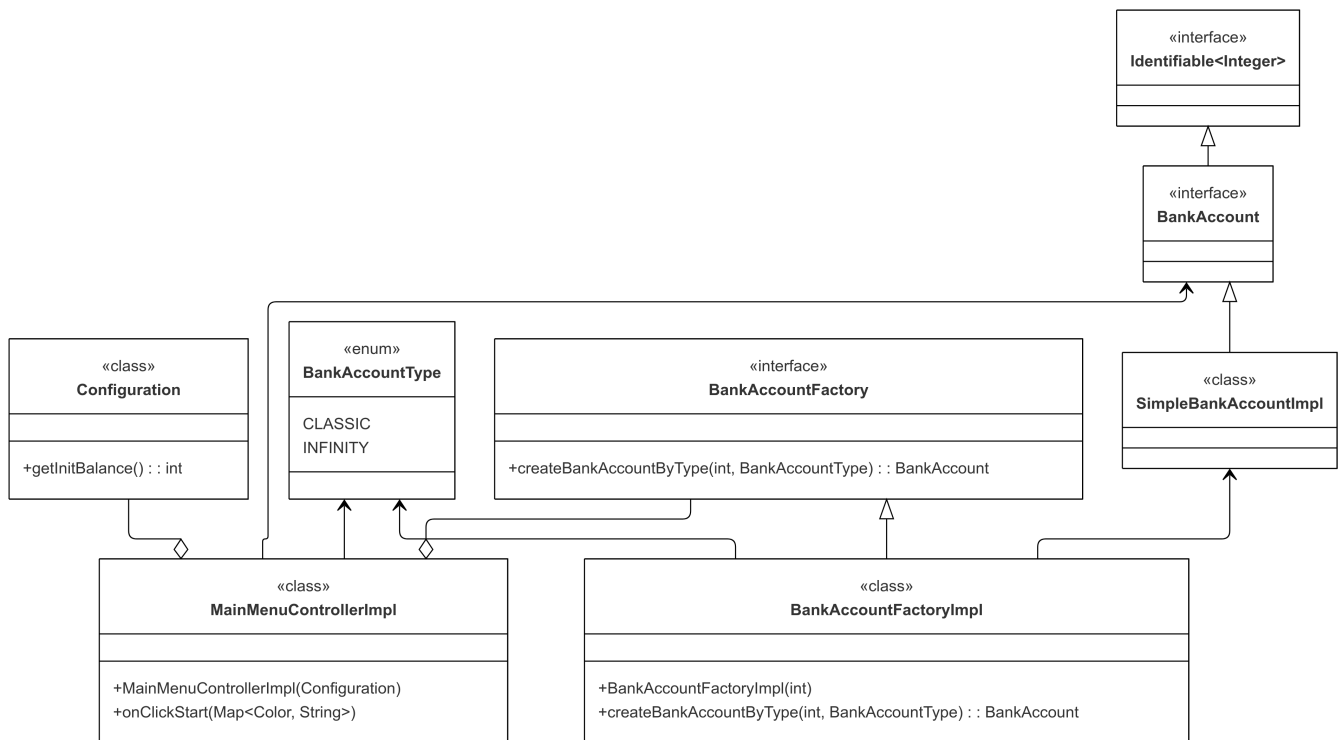 «interface»
Identifiable<Integer>
«interface»
BankAccount
«class»
Configuration
+getInitBalance() : : int
«enum»
BankAccountType
CLASSIC
INFINITY
«interface»
BankAccountFactory
+createBankAccountByType(int, BankAccountType) : : BankAccount
«class»
SimpleBankAccountImpl
«class»
MainMenuControllerImpl
+MainMenuControllerImpl(Configuration)
+onClickStart(Map<Color, String>)
«class»
BankAccountFactoryImpl
+BankAccountFactoryImpl(int)
+createBankAccountByType(int, BankAccountType) : : BankAccount